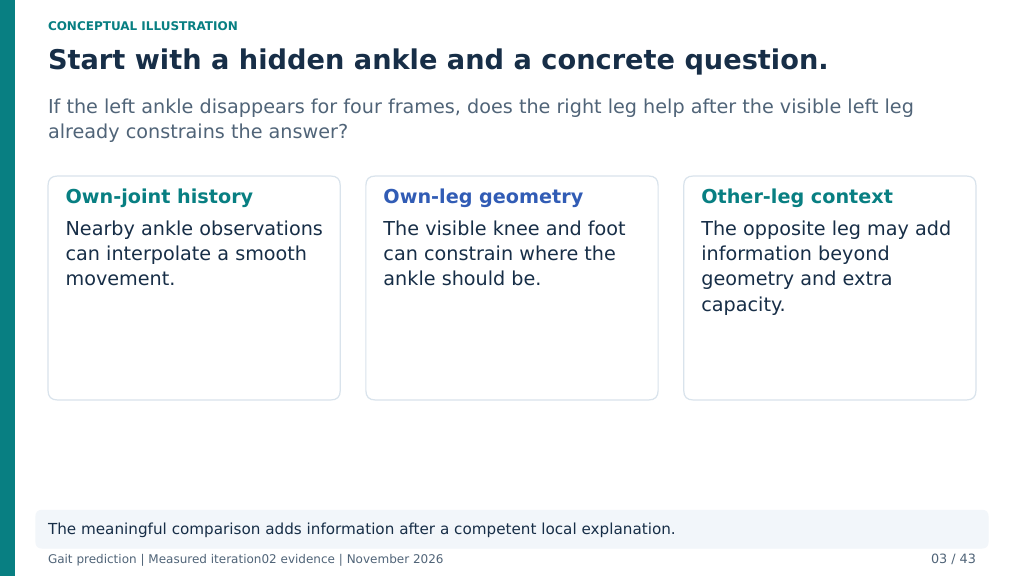 CONCEPTUAL ILLUSTRATION
Start with a hidden ankle and a concrete question.
If the left ankle disappears for four frames, does the right leg help after the visible left leg
already constrains the answer?
Own-joint history
Nearby ankle observations
can interpolate a smooth
movement.
Own-leg geometry
The visible knee and foot
can constrain where the
ankle should be.
Other-leg context
The opposite leg may add
information beyond
geometry and extra
capacity.
The meaningful comparison adds information after a competent local explanation.
Gait prediction | Measured iteration02 evidence | November 2026
03 / 43